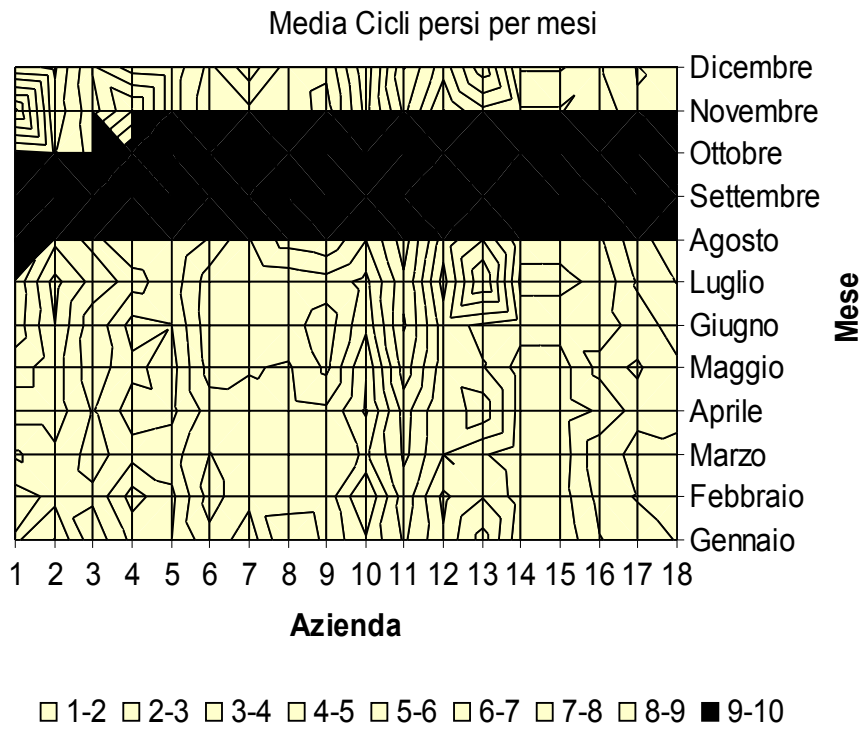 Media Cicli persi per mesi
Dicembre
Novembre
Ottobre
Settembre
Agosto
Luglio
Giugno
Maggio
Aprile
Marzo
Febbraio
Gennaio
Mese
1 2 3 4 5 6 7 8 9 10 11 12 13 14 15 16 17 18
Azienda
1-2 2-3 3-4 4-5 5-6 6-7 7-8 8-9 9-10